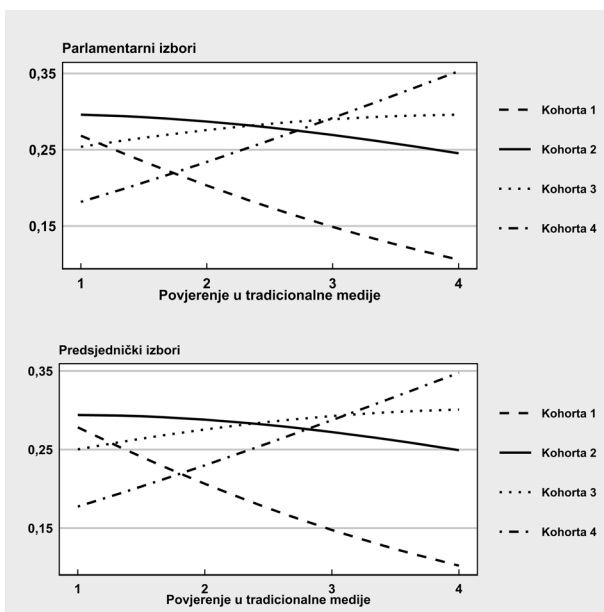 Parlamentarni izbori
0,35
0,25
0,15
1 2 3 4
Povjerenje u tradicionalne medije
Kohorta 1
Kohorta 2
Kohorta 3
Kohorta 4
Predsjednički izbori
0,35
0,25
0,15
1 2 3 4
Povjerenje u tradicionalne medije
Kohorta 1
Kohorta 2
Kohorta 3
Kohorta 4